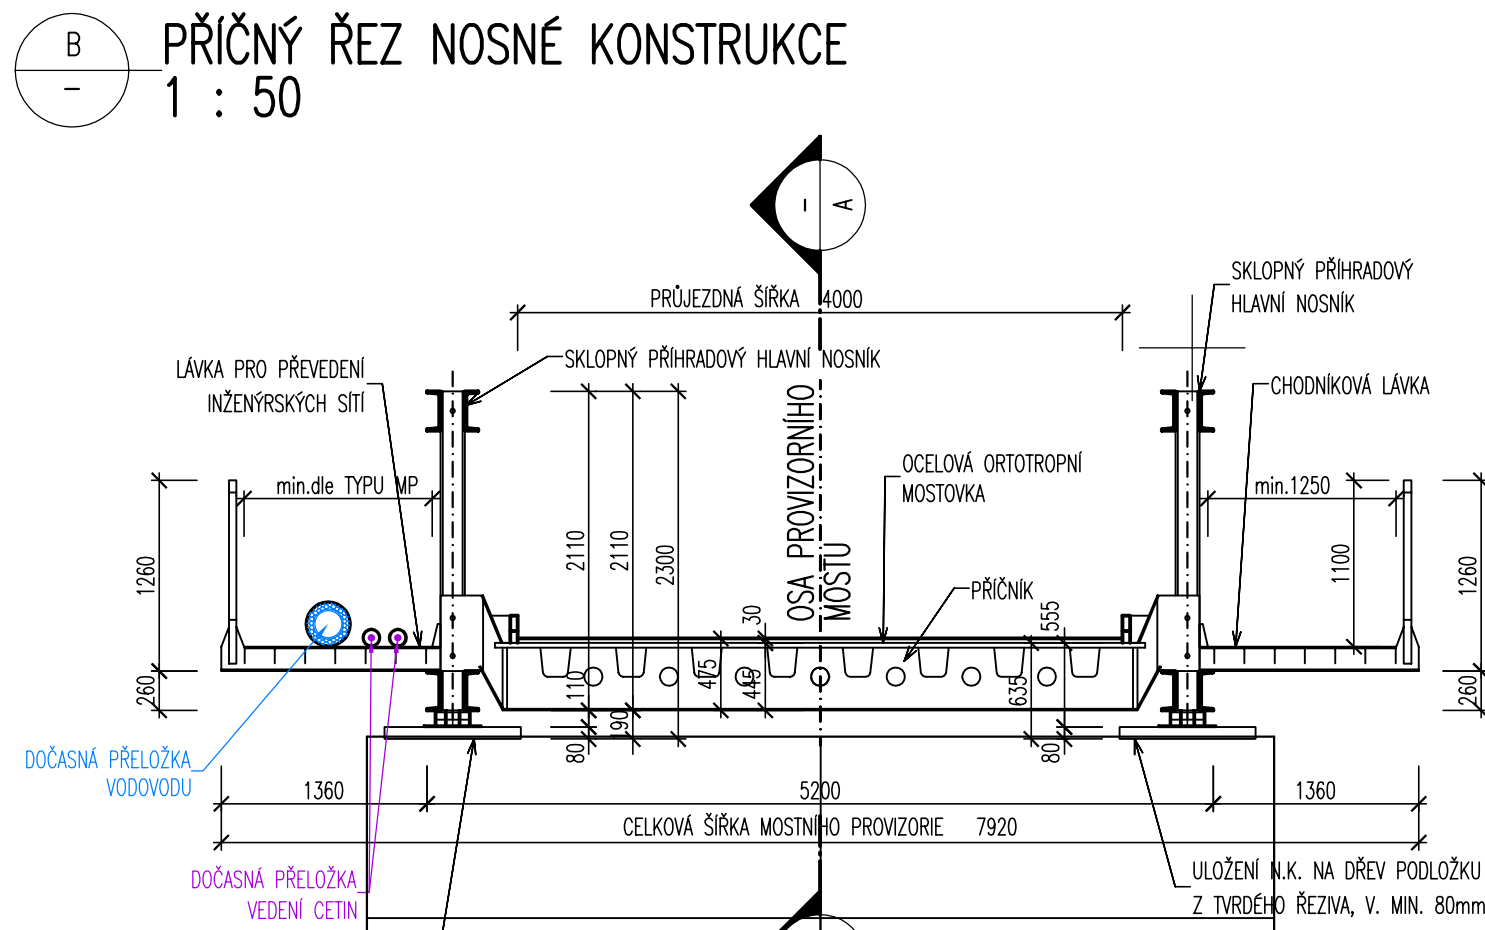 B
PŘÍČNÝ ŘEZ NOSNÉ KONSTRUKCE
–
1 : 50
–
A
SKLOPNÝ PŘÍHRADOVÝ
HLAVNÍ NOSNÍK
PRŮJEZDNÁ ŠÍŘKA 4000
SKLOPNÝ PŘÍHRADOVÝ HLAVNÍ NOSNÍK
LÁVKA PRO PŘEVEDENÍ
INŽENÝRSKÝCH SÍTÍ
CHODNÍKOVÁ LÁVKA
OSA PROVIZORNÍHO
MOSTU
OCELOVÁ ORTOTROPNÍ
MOSTOVKA
min.dle TYPU MP
min.1250
1260
2110
2110
2300
1100
1260
PŘÍČNÍK
30
555
260
110
190
80
475
445
635
80
260
DOČASNÁ PŘELOŽKA
VODOVODU
1360
5200
1360
CELKOVÁ ŠÍŘKA MOSTNÍHO PROVIZORIE 7920
DOČASNÁ PŘELOŽKA
VEDENÍ CETIN
ULOŽENÍ N.K. NA DŘEV PODLOŽKU
Z TVRDÉHO ŘEZIVA, V. MIN. 80mm